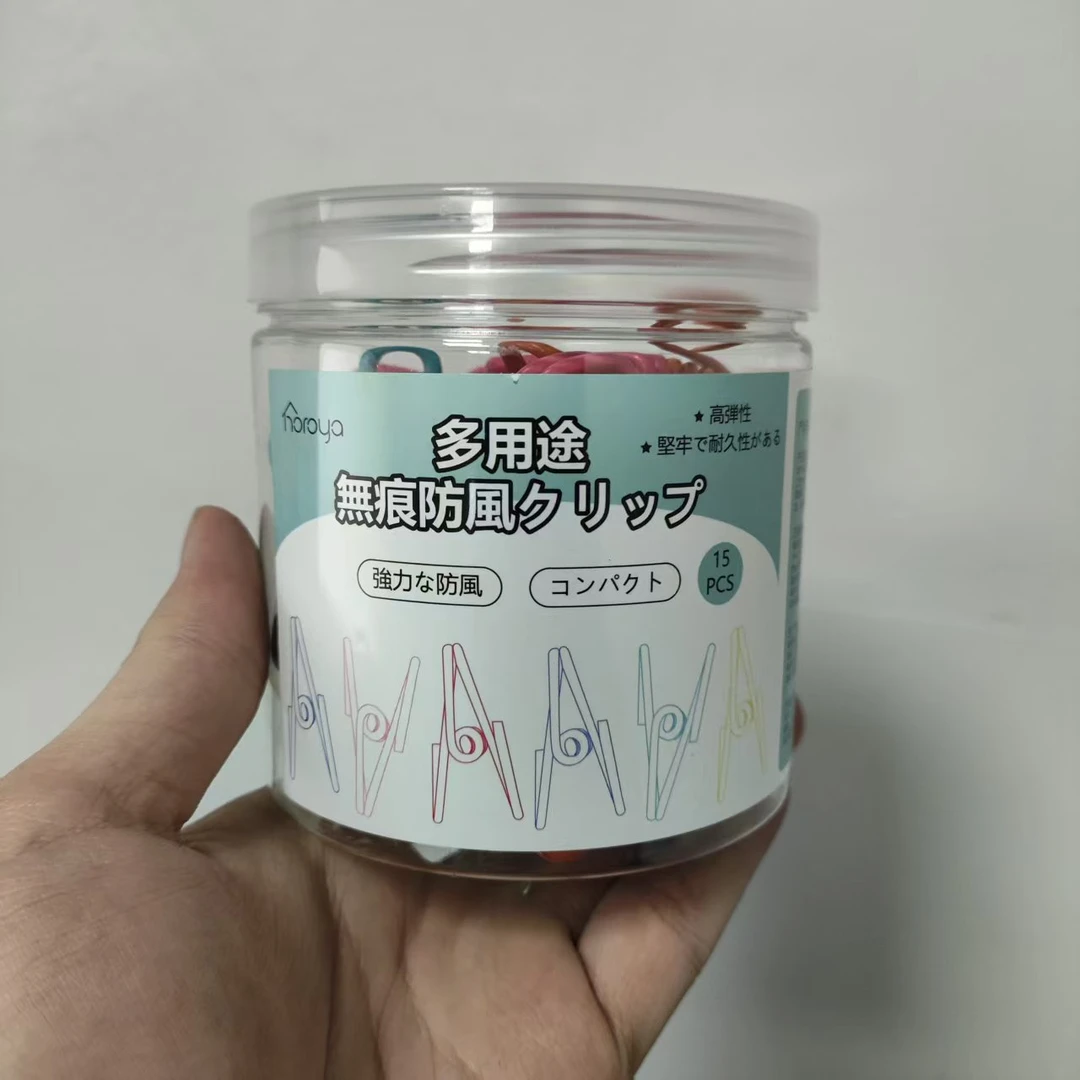 horoya
★ 高弾性
★ 堅牢で耐久性がある
多用途
無痕防風クリップ
強力な防風
コンパクト
15
PCS